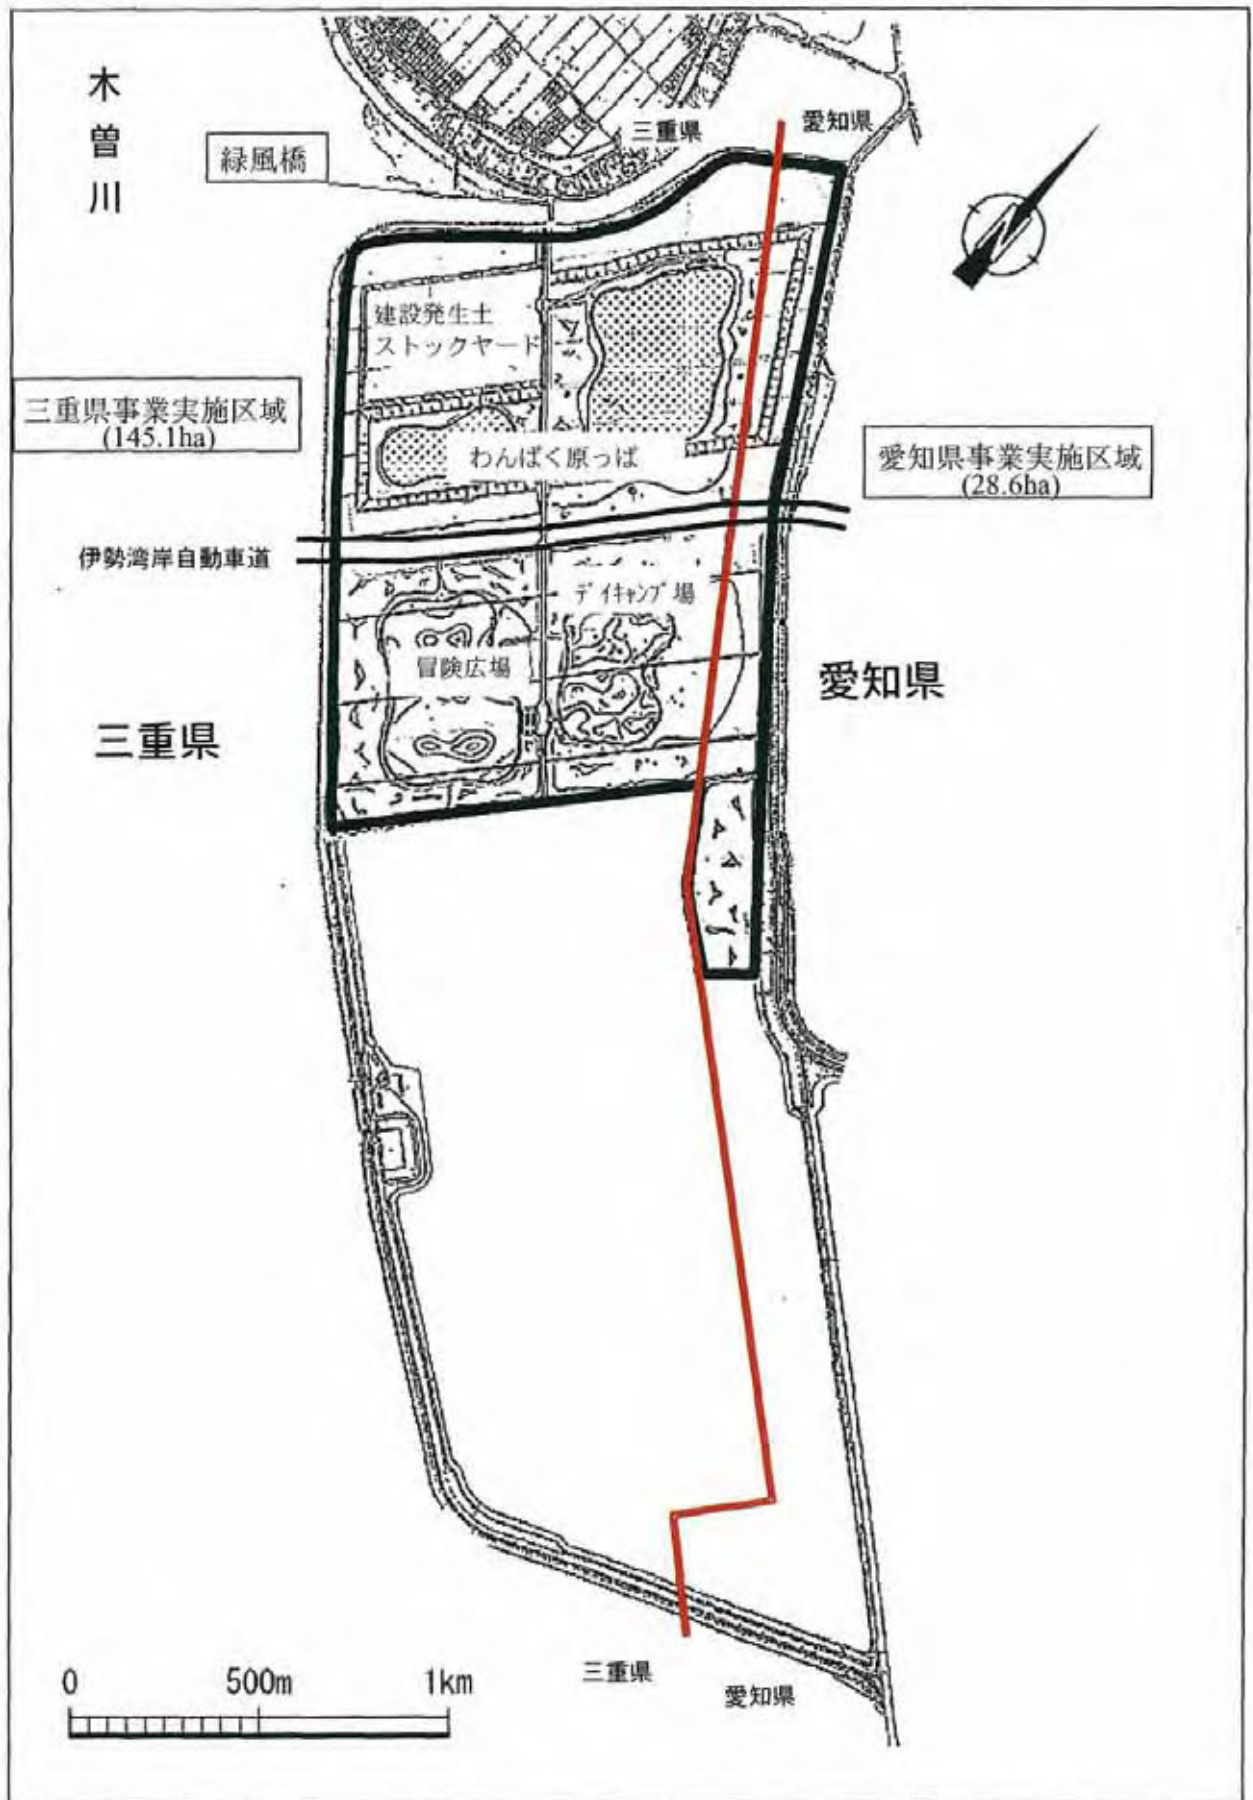 木曽川
緑風橋
三重県
愛知県
建設発生土
ストックヤード
三重県事業実施区域
(145.1ha)
わんぱく原っぱ
愛知県事業実施区域
(28.6ha)
伊勢湾岸自動車道
デイキャンプ場
冒険広場
愛知県
三重県
三重県
愛知県
0 500m 1km